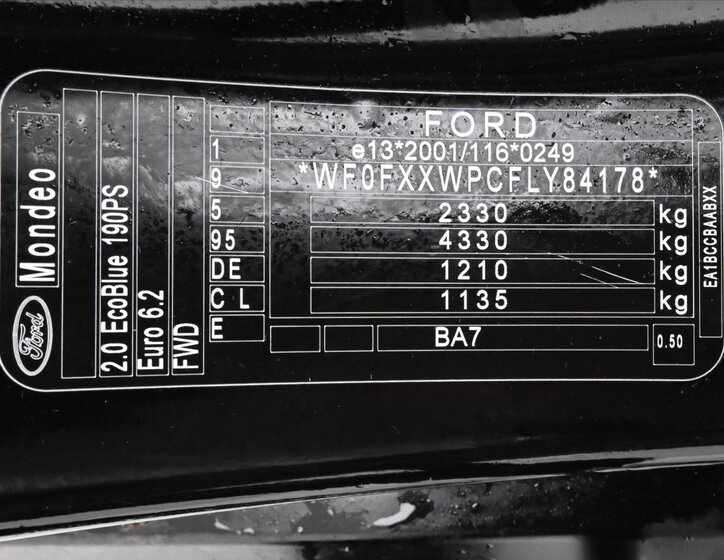 FORD
e13*2001/116*0249
*WF0FXXWPCFLY84178*
2330 kg
4330 kg
1210 kg
1135 kg
BA7
0.50
1
9
5
95
DE
C L
E
Mondeo
Ford
2.0 EcoBlue 190PS
Euro 6.2
FWD
EA1BCCBAABXX